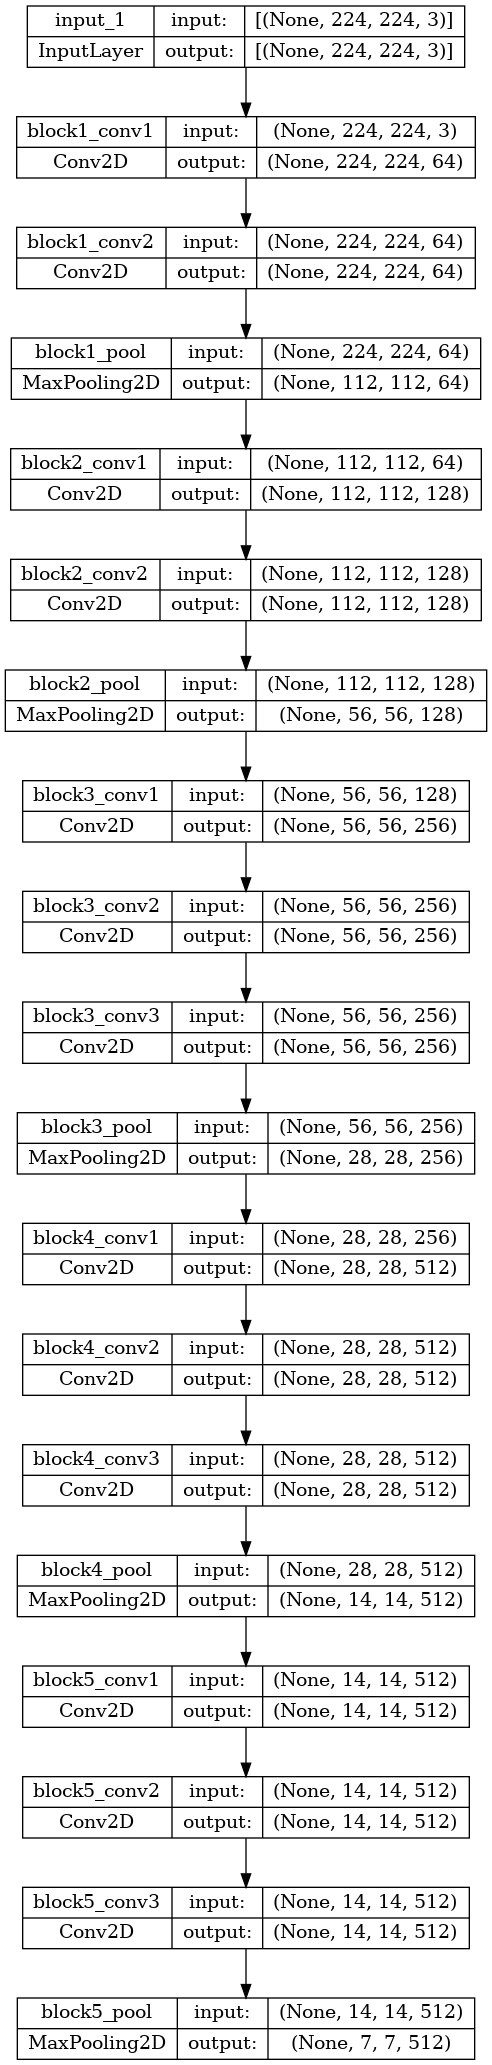 input_1 input: [(None, 224, 224, 3)]
InputLayer output: [(None, 224, 224, 3)]
block1_conv1 input: (None, 224, 224, 3)
Conv2D output: (None, 224, 224, 64)
block1_conv2 input: (None, 224, 224, 64)
Conv2D output: (None, 224, 224, 64)
block1_pool input: (None, 224, 224, 64)
MaxPooling2D output: (None, 112, 112, 64)
block2_conv1 input: (None, 112, 112, 64)
Conv2D output: (None, 112, 112, 128)
block2_conv2 input: (None, 112, 112, 128)
Conv2D output: (None, 112, 112, 128)
block2_pool input: (None, 112, 112, 128)
MaxPooling2D output: (None, 56, 56, 128)
block3_conv1 input: (None, 56, 56, 128)
Conv2D output: (None, 56, 56, 256)
block3_conv2 input: (None, 56, 56, 256)
Conv2D output: (None, 56, 56, 256)
block3_conv3 input: (None, 56, 56, 256)
Conv2D output: (None, 56, 56, 256)
block3_pool input: (None, 56, 56, 256)
MaxPooling2D output: (None, 28, 28, 256)
block4_conv1 input: (None, 28, 28, 256)
Conv2D output: (None, 28, 28, 512)
block4_conv2 input: (None, 28, 28, 512)
Conv2D output: (None, 28, 28, 512)
block4_conv3 input: (None, 28, 28, 512)
Conv2D output: (None, 28, 28, 512)
block4_pool input: (None, 28, 28, 512)
MaxPooling2D output: (None, 14, 14, 512)
block5_conv1 input: (None, 14, 14, 512)
Conv2D output: (None, 14, 14, 512)
block5_conv2 input: (None, 14, 14, 512)
Conv2D output: (None, 14, 14, 512)
block5_conv3 input: (None, 14, 14, 512)
Conv2D output: (None, 14, 14, 512)
block5_pool input: (None, 14, 14, 512)
MaxPooling2D output: (None, 7, 7, 512)